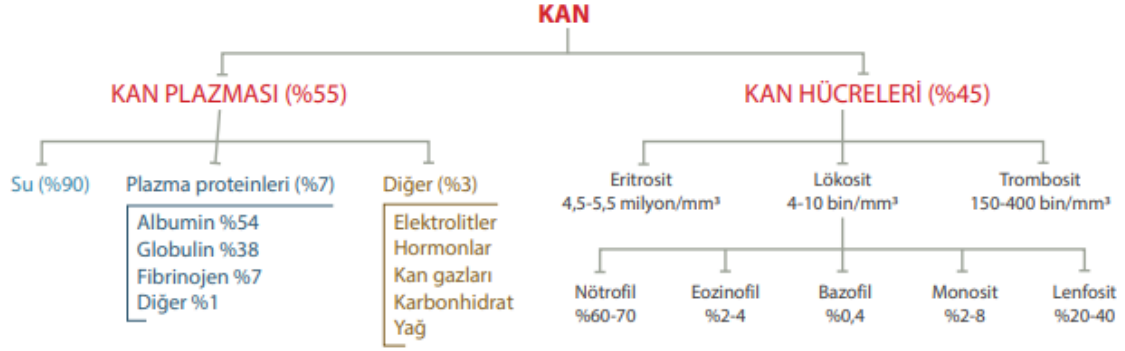 KAN
KAN PLAZMASI (%55)
KAN HÜCRELERİ (%45)
Su (%90)
Plazma proteinleri (%7)
Albumin %54
Globulin %38
Fibrinojen %7
Diğer %1
Diğer (%3)
Elektrolitler
Hormonlar
Kan gazları
Karbonhidrat
Yağ
Eritrosit
4,5-5,5 milyon/mm³
Lökosit
4-10 bin/mm³
Trombosit
150-400 bin/mm³
Nötrofil
%60-70
Eozinofil
%2-4
Bazofil
%0,4
Monosit
%2-8
Lenfosit
%20-40